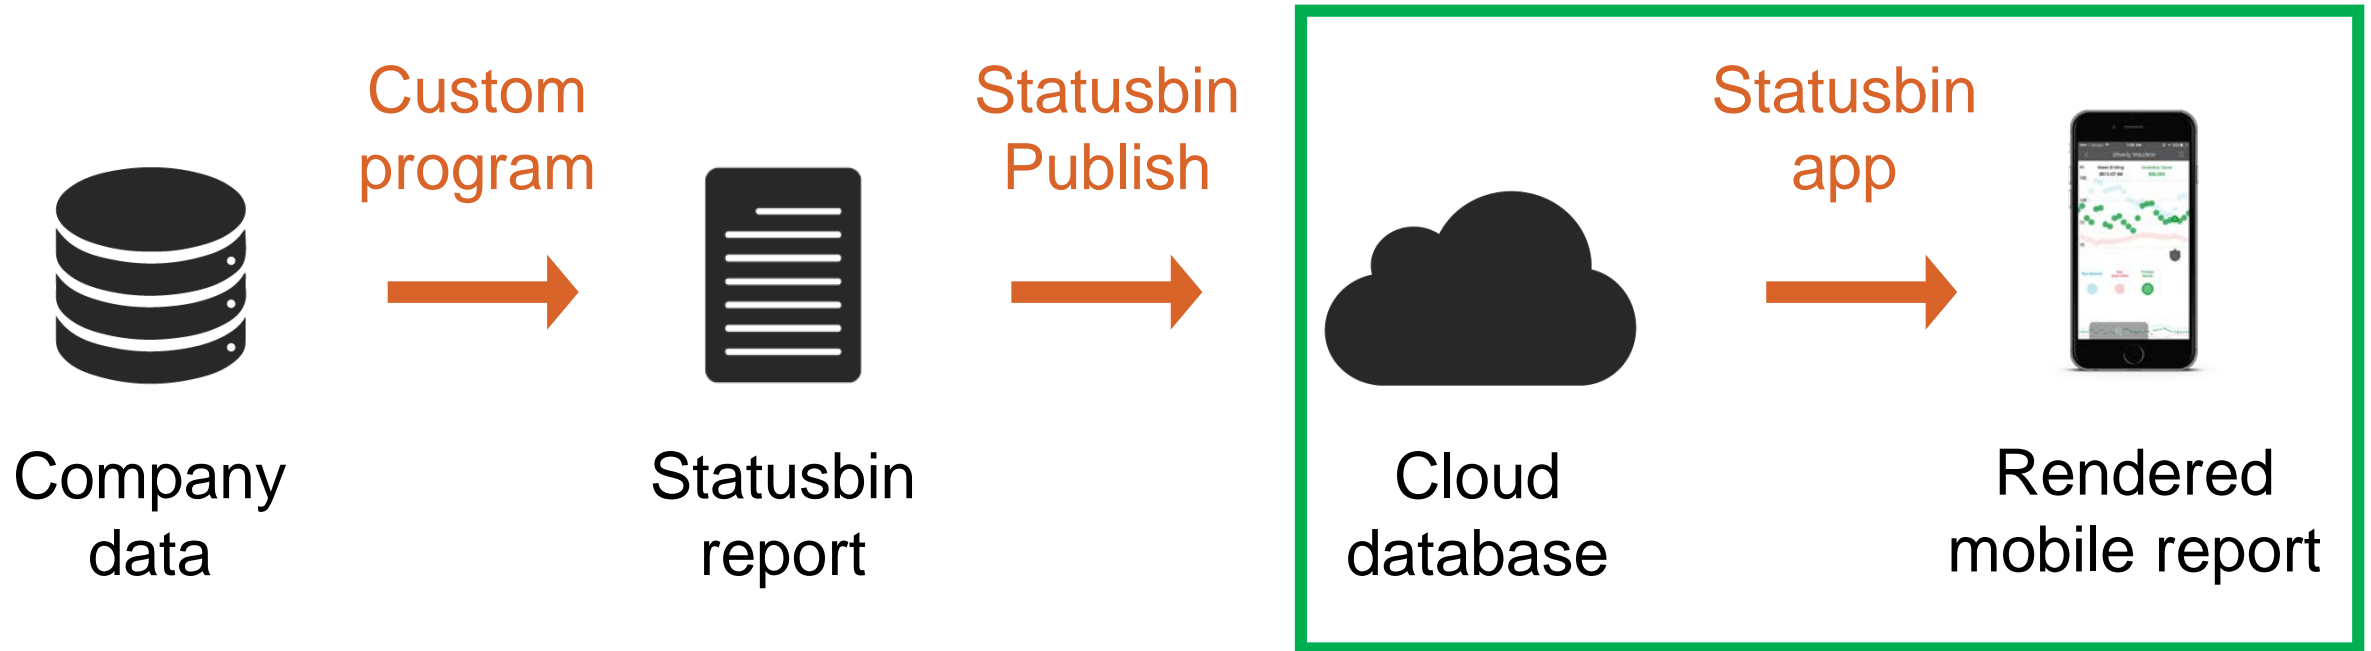 Custom
program
Statusbin
Publish
Statusbin
app
Company
data
Statusbin
report
Cloud
database
Rendered
mobile report